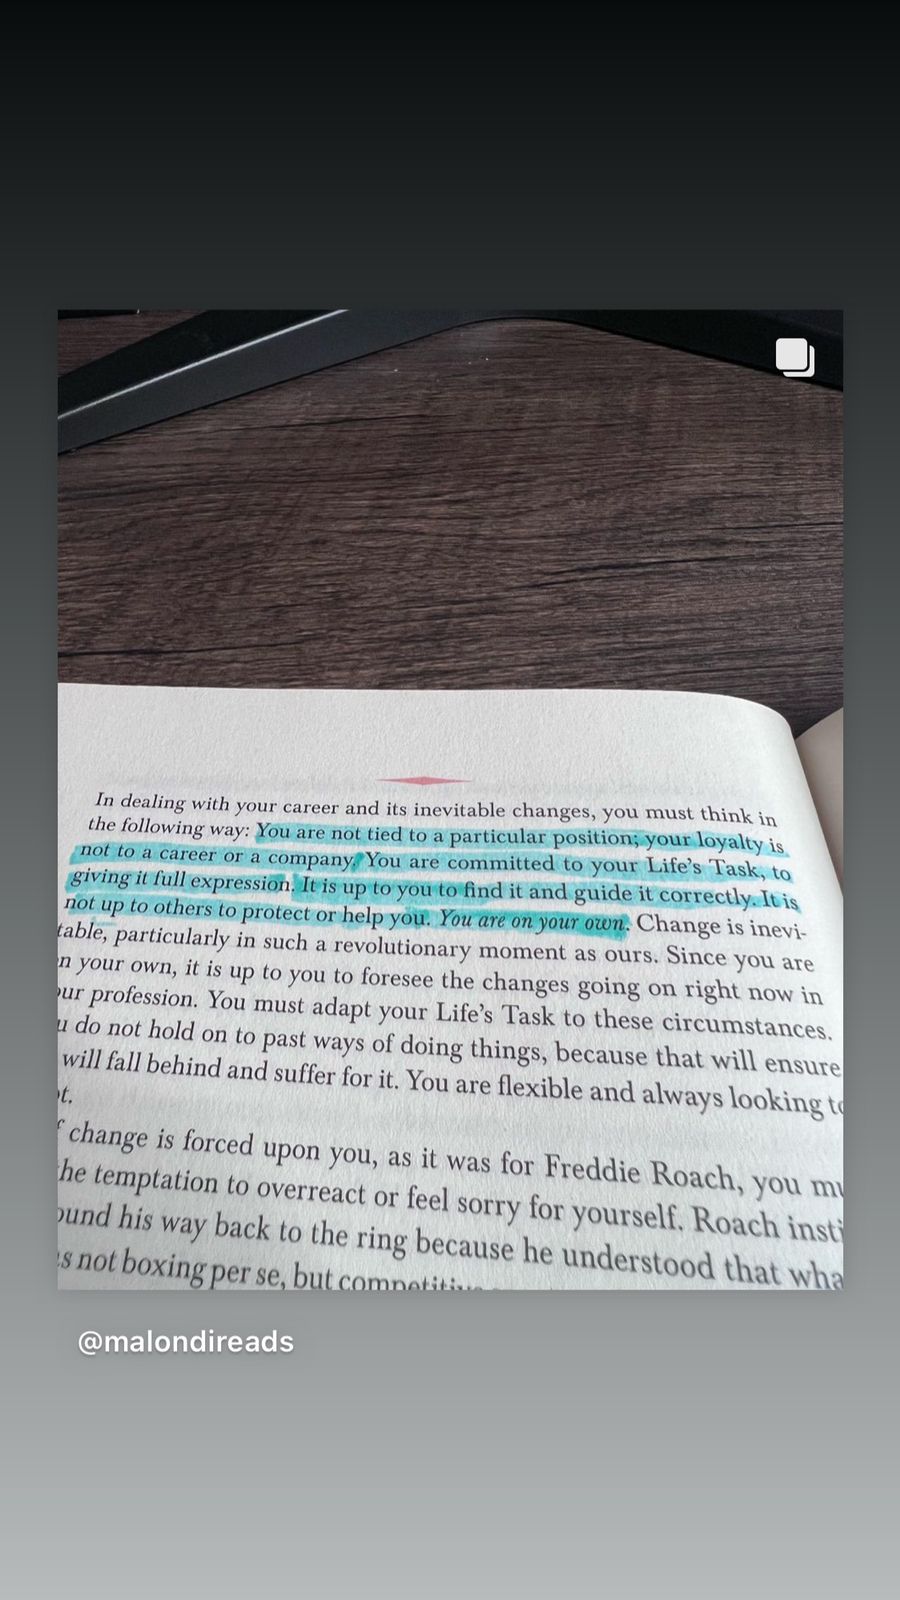 In dealing with your career and its inevitable changes, you must think in
the following way: You are not tied to a particular position; your loyalty is
not to a career or a company. You are committed to your Life's Task, to
giving it full expression. It is up to you to find it and guide it correctly. It is
not up to others to protect or help you. You are on your own. Change is inevi-
table, particularly in such a revolutionary moment as ours. Since you are
your own, it is up to you to foresee the changes going on right now in
profession. You must adapt your Life's Task to these circumstances.
do not hold on to past ways of doing things, because that will ensure
will fall behind and suffer for it. You are flexible and always looking to
change is forced upon you, as it was for Freddie Roach, you
temptation to overreact or feel sorry for yourself. Roach
his way back to the ring because he understood that
not boxing per se, but
@malondireads